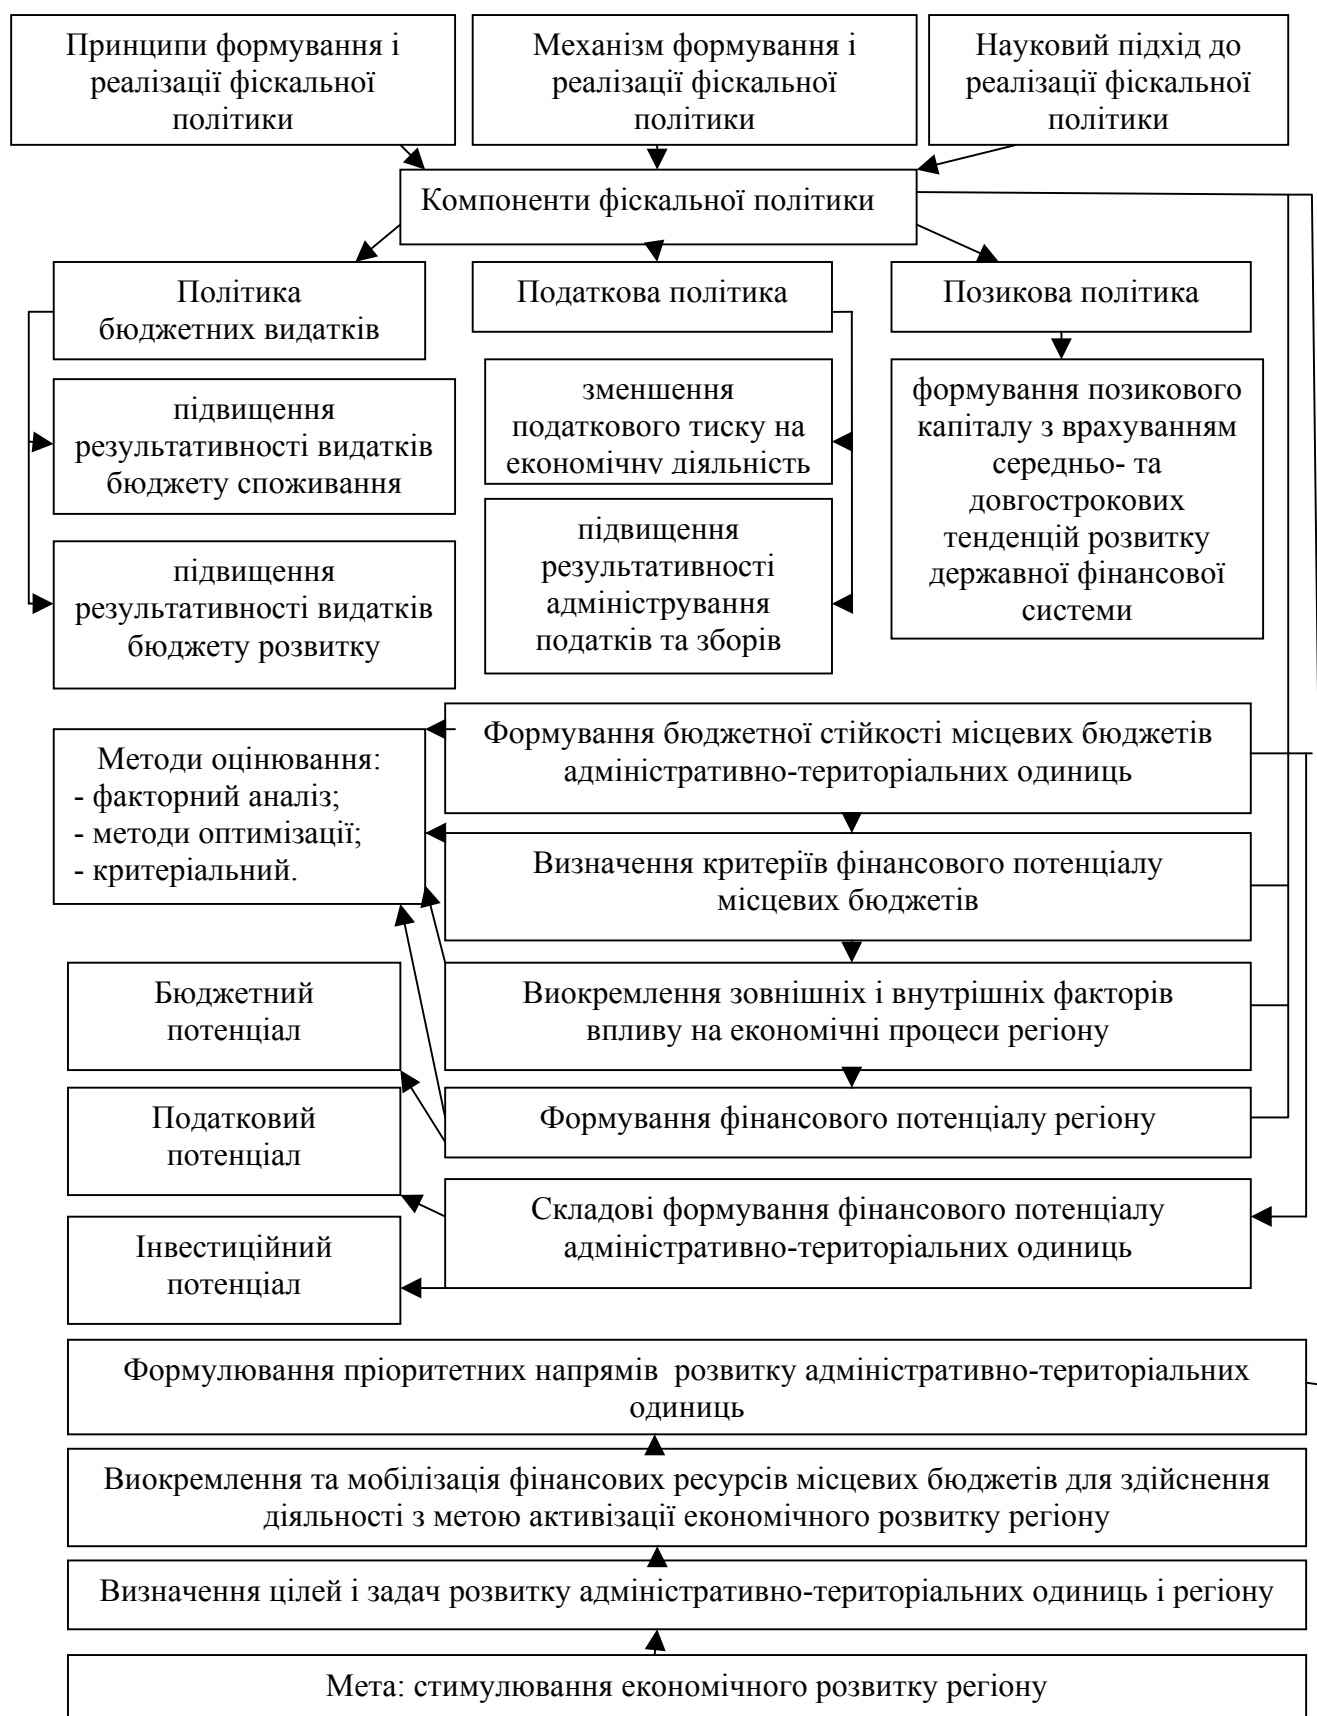 Принципи формування і
реалізації фіскальної
політики
Механізм формування і
реалізації фіскальної
політики
Науковий підхід до
реалізації фіскальної
політики
Компоненти фіскальної політики
Політика
бюджетних видатків
Податкова політика
Позикова політика
підвищення
результативності видатків
бюджету споживання
підвищення
результативності видатків
бюджету розвитку
зменшення
податкового тиску на
економічну діяльність
підвищення
результативності
адміністрування
податків та зборів
формування позикового
капіталу з врахуванням
середньо- та
довгострокових
тенденцій розвитку
державної фінансової
системи
Методи оцінювання:
- факторний аналіз;
- методи оптимізації;
- критеріальний.
Формування бюджетної стійкості місцевих бюджетів
адміністративно-територіальних одиниць
Визначення критеріїв фінансового потенціалу
місцевих бюджетів
Виокремлення зовнішніх і внутрішніх факторів
впливу на економічні процеси регіону
Формування фінансового потенціалу регіону
Складові формування фінансового потенціалу
адміністративно-територіальних одиниць
Бюджетний
потенціал
Податковий
потенціал
Інвестиційний
потенціал
Формулювання пріоритетних напрямів  розвитку адміністративно-територіальних
одиниць
Виокремлення та мобілізація фінансових ресурсів місцевих бюджетів для здійснення
діяльності з метою активізації економічного розвитку регіону
Визначення цілей і задач розвитку адміністративно-територіальних одиниць і регіону
Мета: стимулювання економічного розвитку регіону